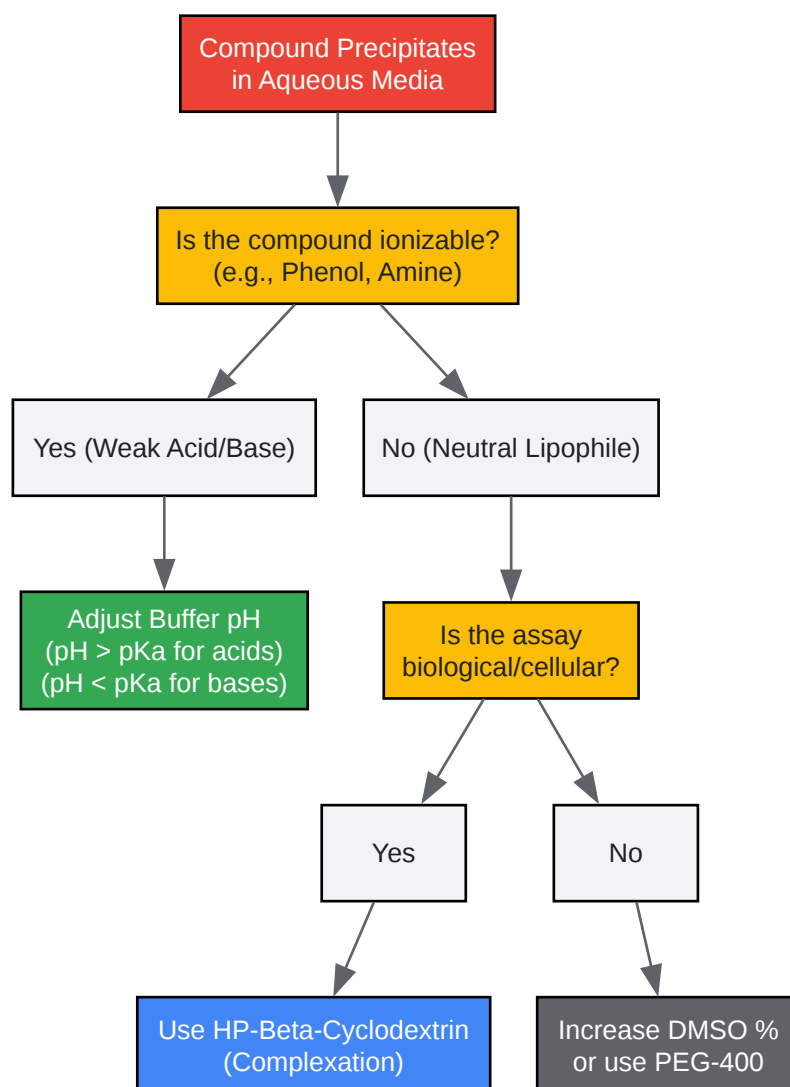 Compound Precipitates
in Aqueous Media
Is the compound ionizable?
(e.g., Phenol, Amine)
Yes (Weak Acid/Base)
No (Neutral Lipophile)
Adjust Buffer pH
(pH > pKa for acids)
(pH < pKa for bases)
Is the assay
biological/cellular?
Yes
No
Use HP-Beta-Cyclodextrin
(Complexation)
Increase DMSO %
or use PEG-400